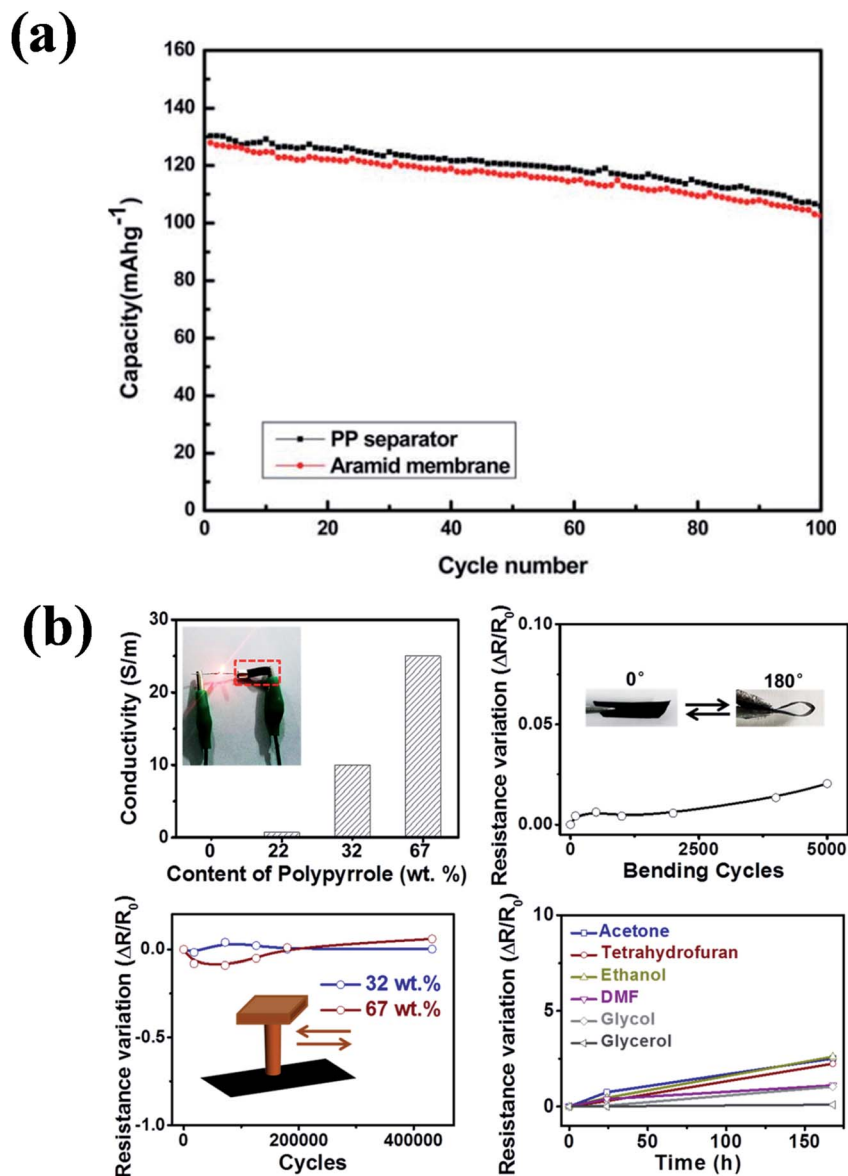 (a)
160
140
120
100
80
60
40
20
0
Capacity(mAhg⁻¹)
PP separator
Aramid membrane
0 20 40 60 80 100
Cycle number
(b)
30
20
10
0
Conductivity (S/m)
0 22 32 67
Content of Polypyrrole (wt. %)
0.10
0.05
0.00
Resistance variation (ΔR/R₀)
0° 180°
0 2500 5000
Bending Cycles
0.0
-0.5
-1.0
Resistance variation (ΔR/R₀)
32 wt.%
67 wt.%
0 200000 400000
Cycles
10
5
0
Resistance variation (ΔR/R₀)
Acetone
Tetrahydrofuran
Ethanol
DMF
Glycol
Glycerol
0 50 100 150
Time (h)